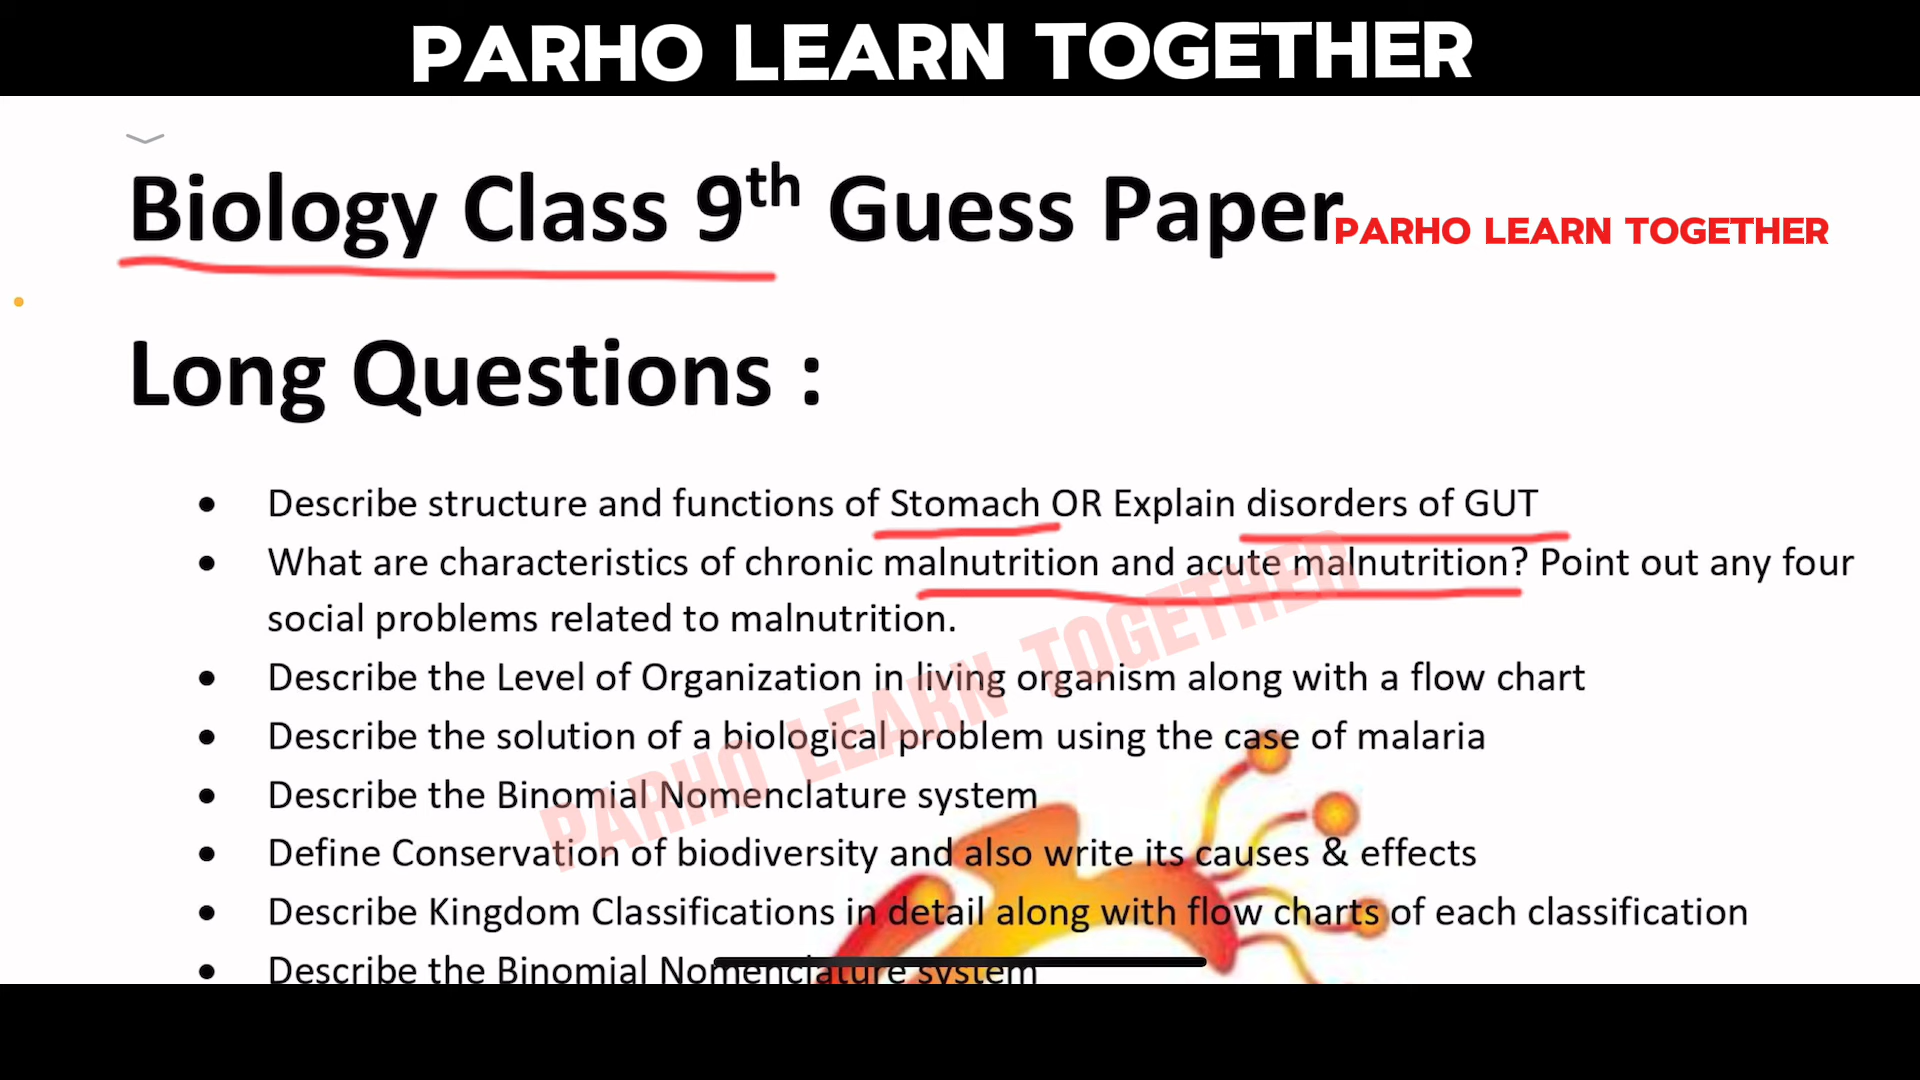 PARHO LEARN TOGETHER
Biology Class 9th Guess Paper
PARHO LEARN TOGETHER
Long Questions :
• Describe structure and functions of Stomach OR Explain disorders of GUT
• What are characteristics of chronic malnutrition and acute malnutrition? Point out any four
social problems related to malnutrition.
• Describe the Level of Organization in living organism along with a flow chart
• Describe the solution of a biological problem using the case of malaria
• Describe the Binomial Nomenclature system
• Define Conservation of biodiversity and also write its causes & effects
• Describe Kingdom Classifications in detail along with flow charts of each classification
• Describe the Binomial Nomenclature system
PARHO LEARN TOGETHER